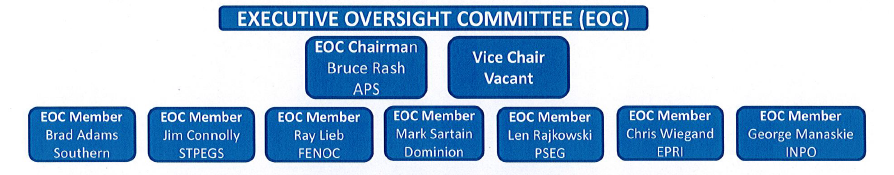 EXECUTIVE OVERSIGHT COMMITTEE (EOC)
EOC Chairman
Bruce Rash
APS
Vice Chair
Vacant
EOC Member
Brad Adams
Southern
EOC Member
Jim Connolly
STPEGS
EOC Member
Ray Lieb
FENOC
EOC Member
Mark Sartain
Dominion
EOC Member
Len Rajkowski
PSEG
EOC Member
Chris Wiegand
EPRI
EOC Member
George Manaskie
INPO